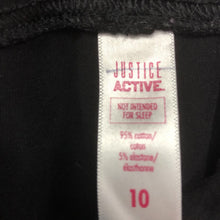 JUSTICE
ACTIVE.
NOT INTENDED
FOR SLEEP
95% cotton/
coton
5% elastane/
élasthanne
10